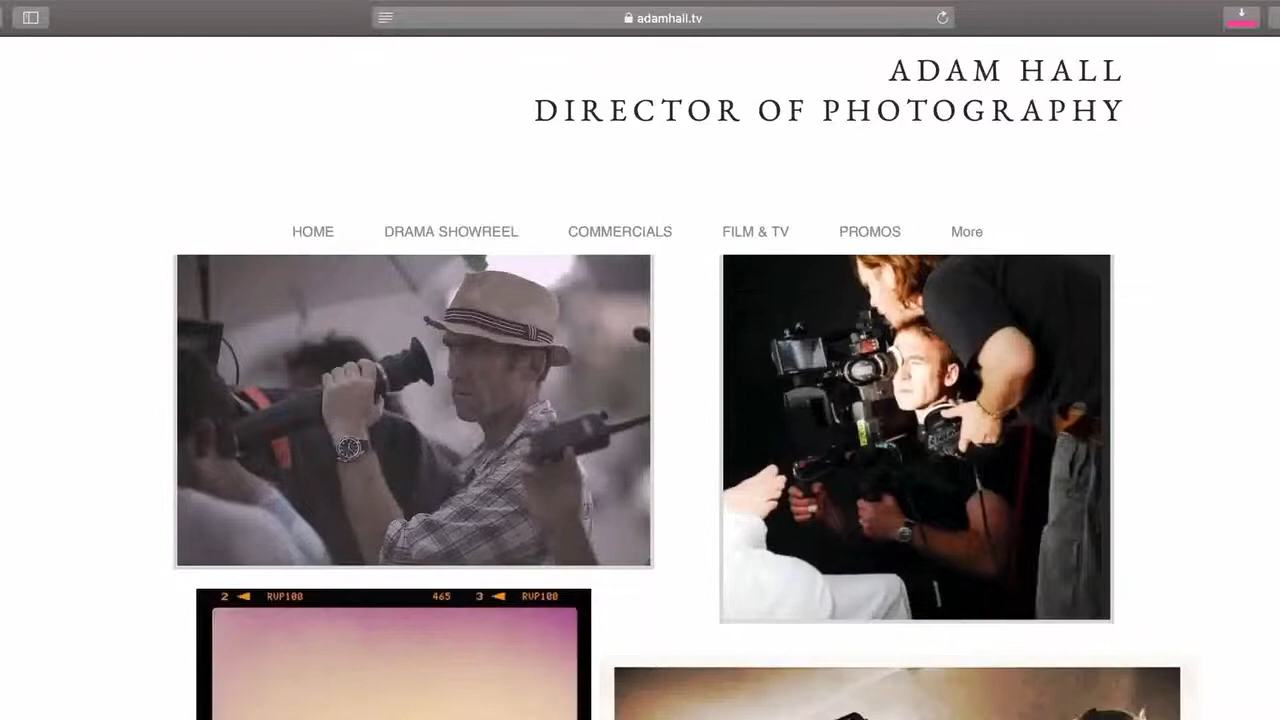 adamhall.tv
ADAM HALL
DIRECTOR OF PHOTOGRAPHY
HOME DRAMA SHOWREEL COMMERCIALS FILM & TV PROMOS More
2 RVP100 465 3 RVP100